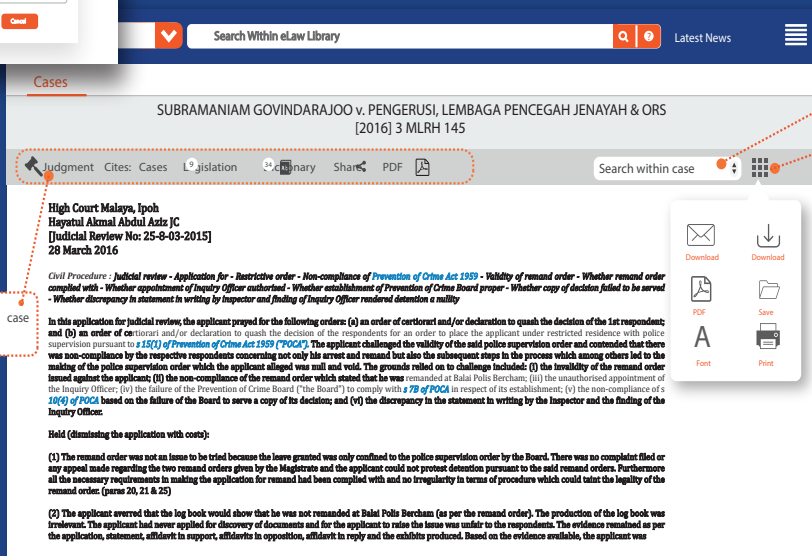 Cancel
Search Within eLaw Library
Latest News
Cases
SUBRAMANIAM GOVINDARAJOO v. PENGERUSI, LEMBAGA PENCEGAH JENAYAH & ORS
[2016] 3 MLRH 145
Judgment Cites: Cases 9 Legislation 34 Dictionary Share PDF
Search within case
High Court Malaya, Ipoh
Hayatul Akmal Abdul Aziz JC
[Judicial Review No: 25-8-03-2015]
28 March 2016
Download Download
PDF Save
A
Font Print
case
Civil Procedure : Judicial review - Application for - Restrictive order - Non-compliance of Prevention of Crime Act 1959 - Validity of remand order - Whether remand order
complied with - Whether appointment of Inquiry Officer authorised - Whether establishment of Prevention of Crime Board proper - Whether copy of decision failed to be served
- Whether discrepancy in statement in writing by inspector and finding of Inquiry Officer rendered detention a nullity
In this application for judicial review, the applicant prayed for the following orders: (a) an order of certiorari and/or declaration to quash the decision of the 1st respondent;
and (b) an order of certiorari and/or declaration to quash the decision of the respondents for an order to place the applicant under restricted residence with police
supervision pursuant to s 15(1) of Prevention of Crime Act 1959 ("POCA"). The applicant challenged the validity of the said police supervision order and contended that there
was non-compliance by the respective respondents concerning not only his arrest and remand but also the subsequent steps in the process which among others led to the
making of the police supervision order which the applicant alleged was null and void. The grounds relied on to challenge included: (i) the invalidity of the remand order
issued against the applicant; (ii) the non-compliance of the remand order which stated that he was remanded at Balai Polis Bercham; (iii) the unauthorised appointment of
the Inquiry Officer; (iv) the failure of the Prevention of Crime Board ("the Board") to comply with s 7B of POCA in respect of its establishment; (v) the non-compliance of s
10(4) of POCA based on the failure of the Board to serve a copy of its decision; and (vi) the discrepancy in the statement in writing by the Inspector and the finding of the
Inquiry Officer.
Held (dismissing the application with costs):
(1) The remand order was not an issue to be tried because the leave granted was only confined to the police supervision order by the Board. There was no complaint filed or
any appeal made regarding the two remand orders given by the Magistrate and the applicant could not protest detention pursuant to the said remand orders. Furthermore
all the necessary requirements in making the application for remand had been complied with and no irregularity in terms of procedure which could taint the legality of the
remand order. (paras 20, 21 & 25)
(2) The applicant averred that the log book would show that he was not remanded at Balai Polis Bercham (as per the remand order). The production of the log book was
irrelevant. The applicant had never applied for discovery of documents and for the applicant to raise the issue was unfair to the respondents. The evidence remained as per
the application, statement, affidavit in support, affidavits in opposition, affidavit in reply and the exhibits produced. Based on the evidence available, the applicant was